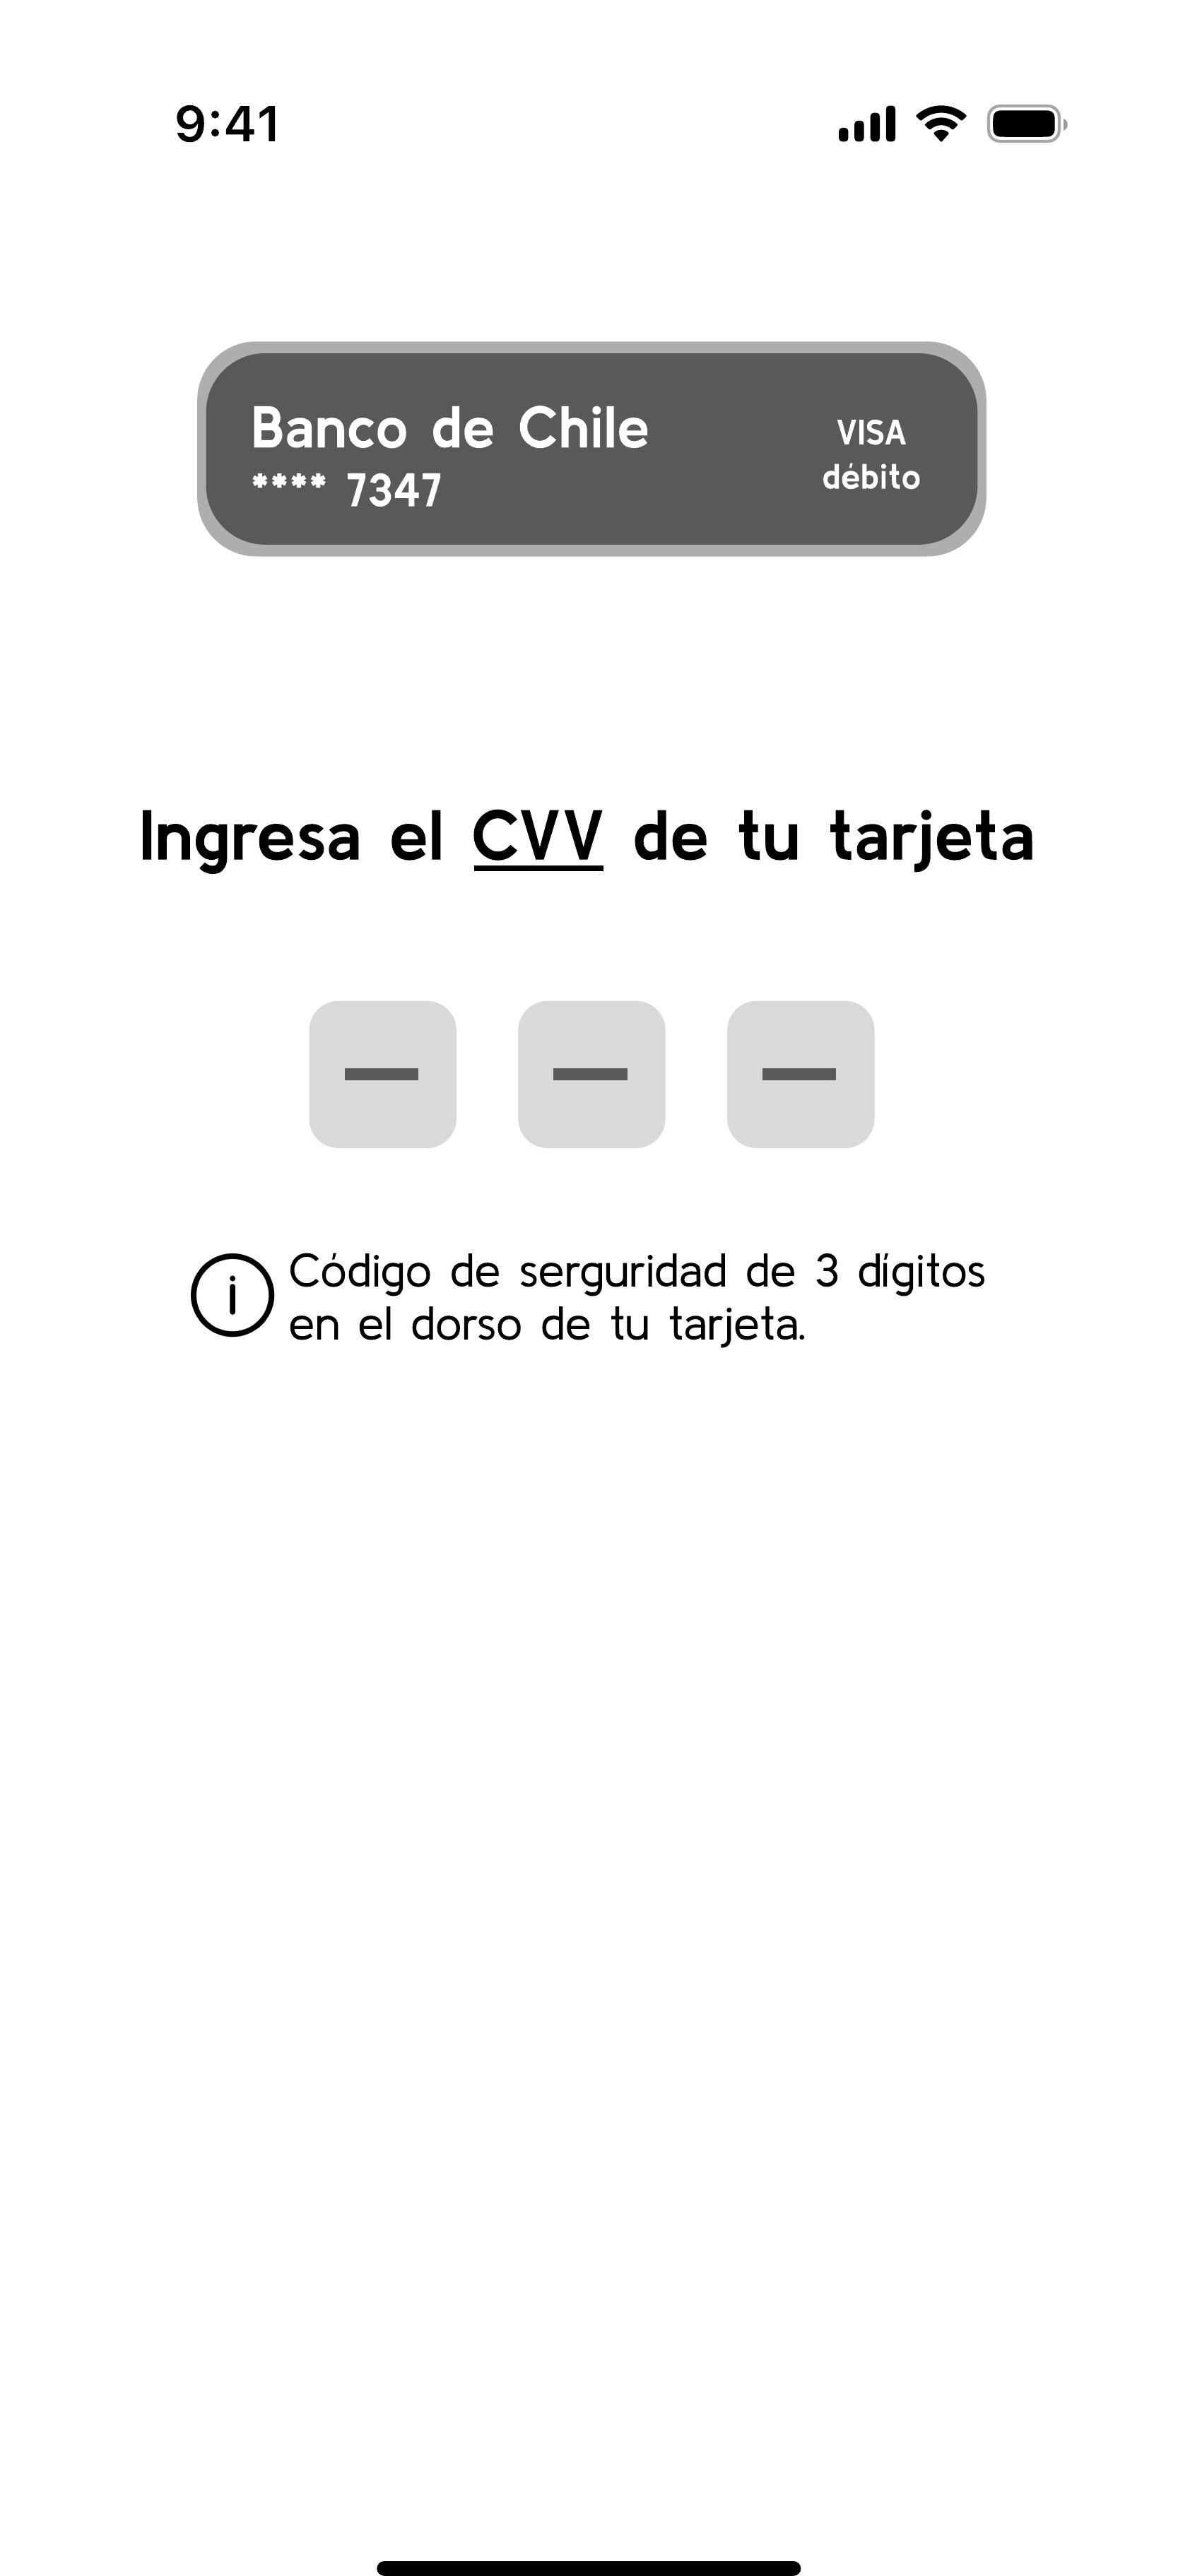 9:41
Banco de Chile
**** 7347
VISA
débito
Ingresa el CVV de tu tarjeta
i
Código de serguridad de 3 dígitos
en el dorso de tu tarjeta.